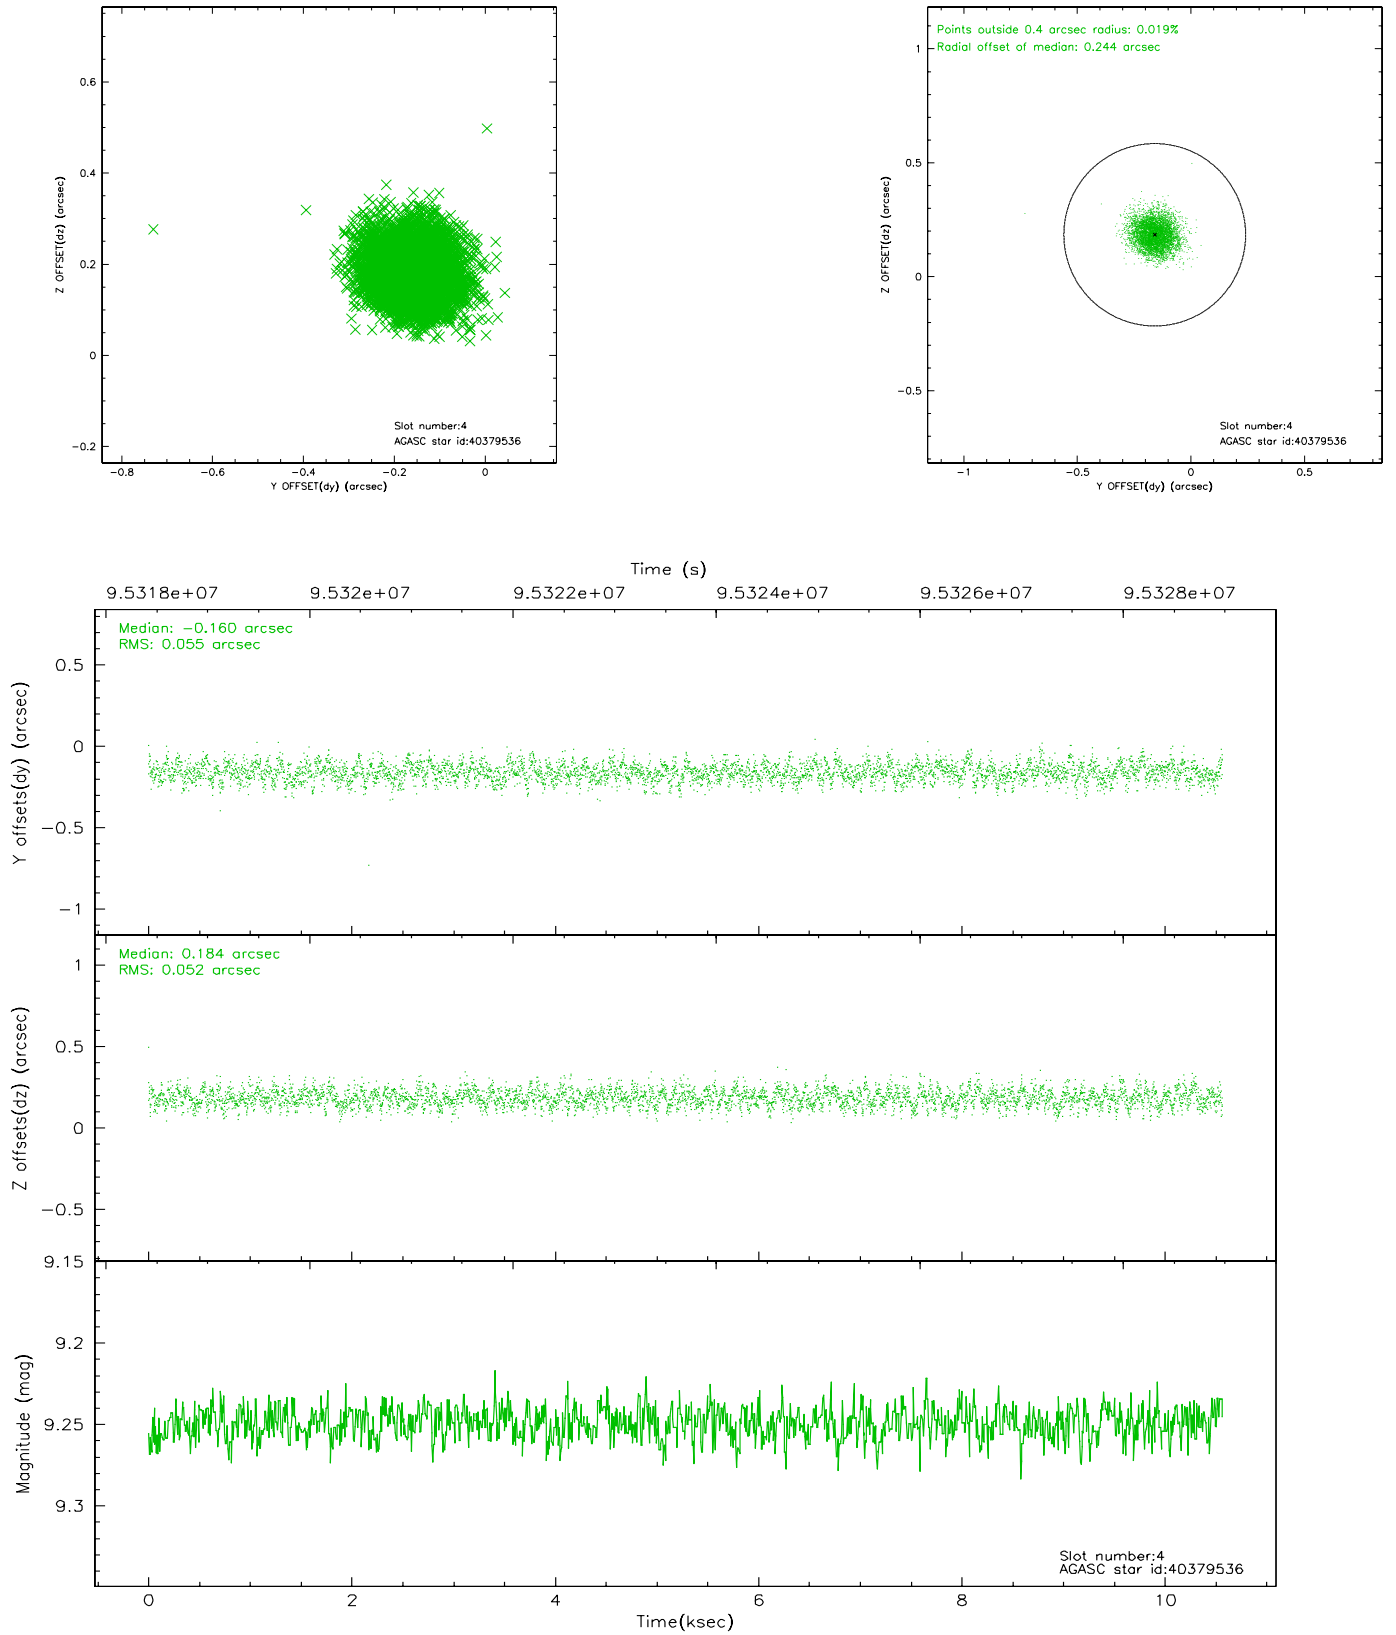 0.6
0.4
0.2
0
−0.2
Z OFFSET(dz) (arcsec)
Slot number:4
AGASC star id:40379536
−0.8 −0.6 −0.4 −0.2 0
Y OFFSET(dy) (arcsec)
Points outside 0.4 arcsec radius: 0.019%
Radial offset of median: 0.244 arcsec
1
0.5
0
−0.5
Z OFFSET(dz) (arcsec)
Slot number:4
AGASC star id:40379536
−1 −0.5 0 0.5
Y OFFSET(dy) (arcsec)
Time (s)
9.5318e+07 9.532e+07 9.5322e+07 9.5324e+07 9.5326e+07 9.5328e+07
Median: −0.160 arcsec
RMS: 0.055 arcsec
0.5
0
−0.5
−1
Y offsets(dy) (arcsec)
Median: 0.184 arcsec
RMS: 0.052 arcsec
1
0.5
0
−0.5
Z offsets(dz) (arcsec)
9.15
9.2
9.25
9.3
Magnitude (mag)
Slot number:4
AGASC star id:40379536
0 2 4 6 8 10
Time(ksec)